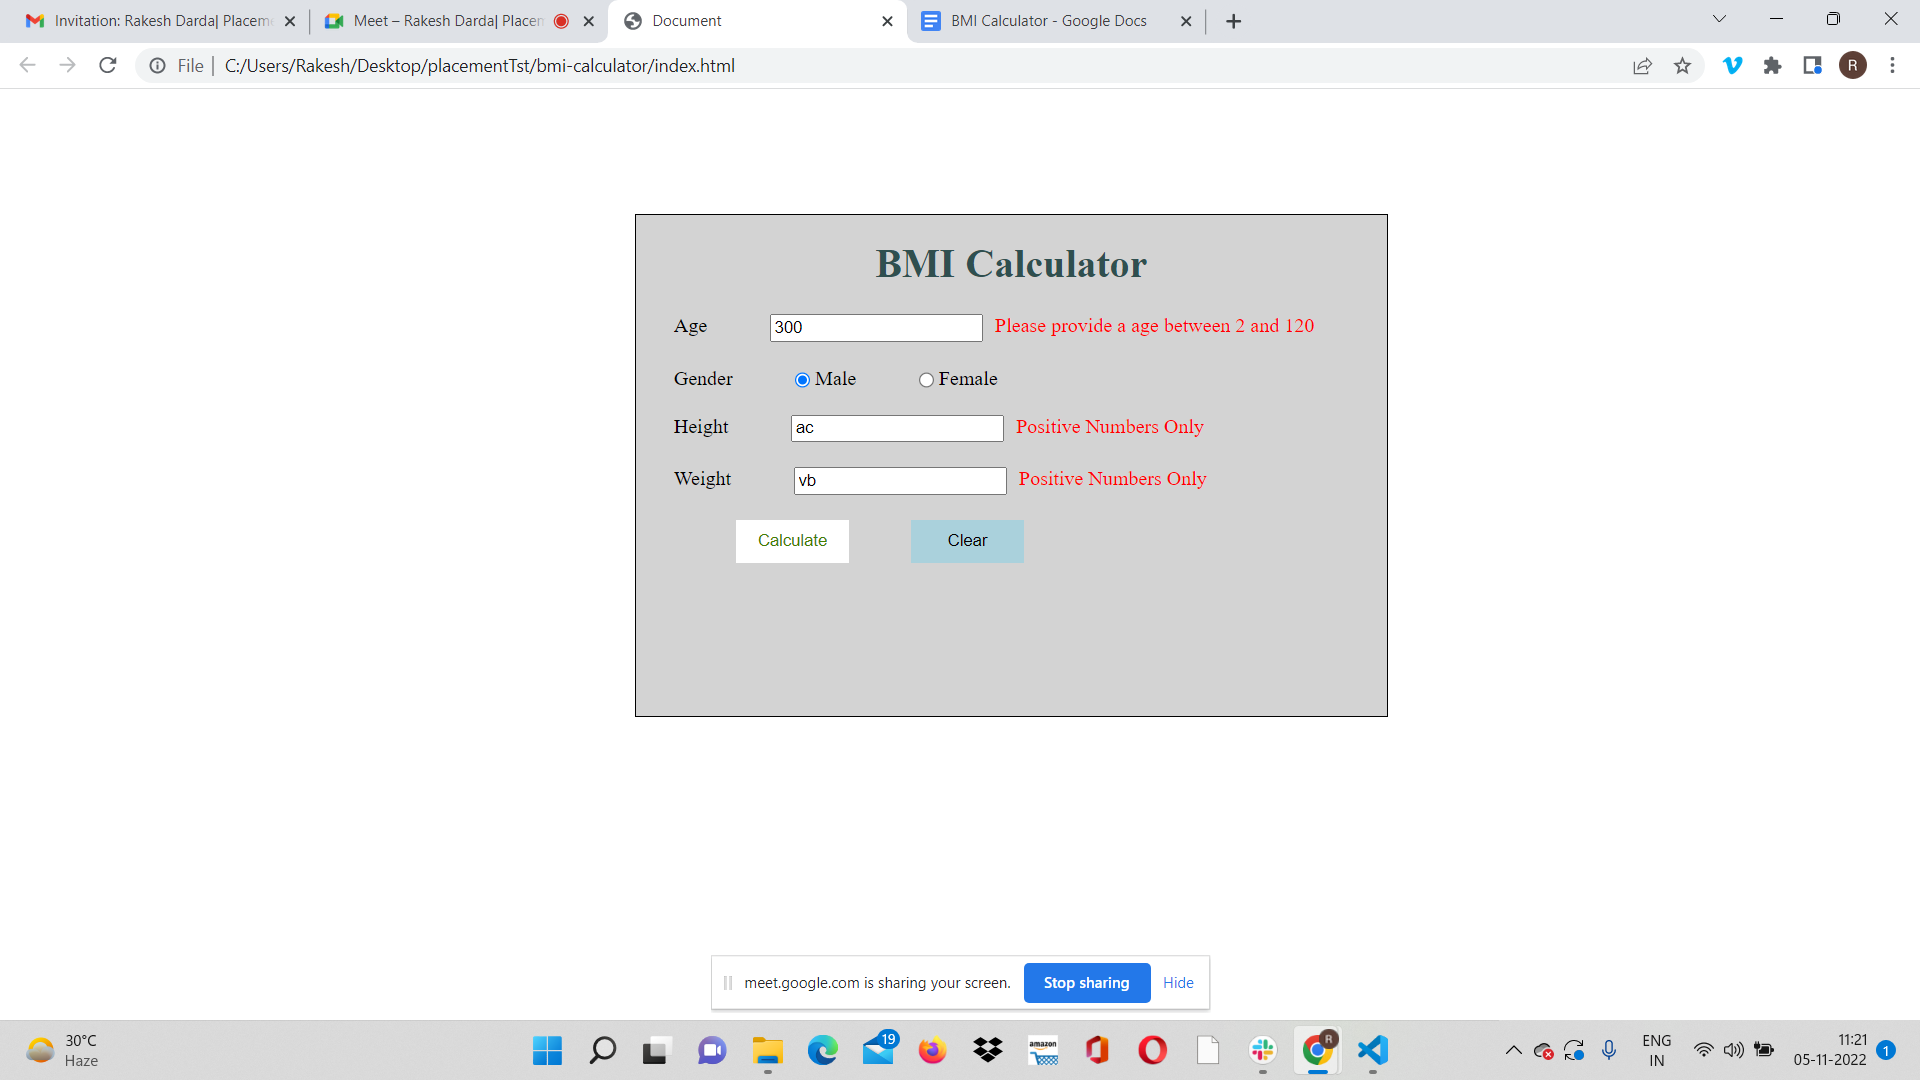 Invitation: Rakesh Darda| Placeme
Meet – Rakesh Darda| Placen
Document
BMI Calculator - Google Docs
File
C:/Users/Rakesh/Desktop/placementTst/bmi-calculator/index.html
R
BMI Calculator
Age 300 Please provide a age between 2 and 120
Gender Male Female
Height ac Positive Numbers Only
Weight vb Positive Numbers Only
Calculate Clear
meet.google.com is sharing your screen. Stop sharing Hide
30°C
Haze
19
amazon
R
ENG
IN
11:21
05-11-2022
1